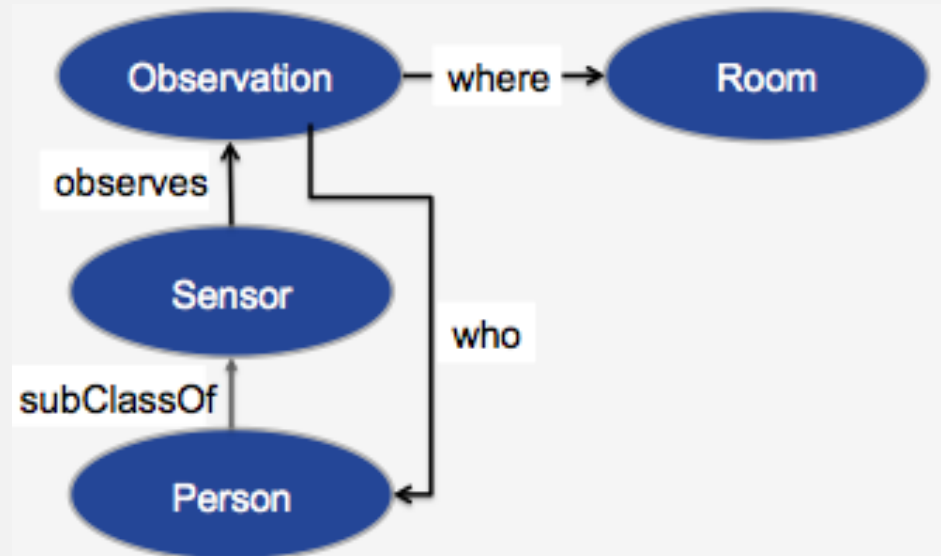 Observation
where
Room
observes
Sensor
who
subClassOf
Person